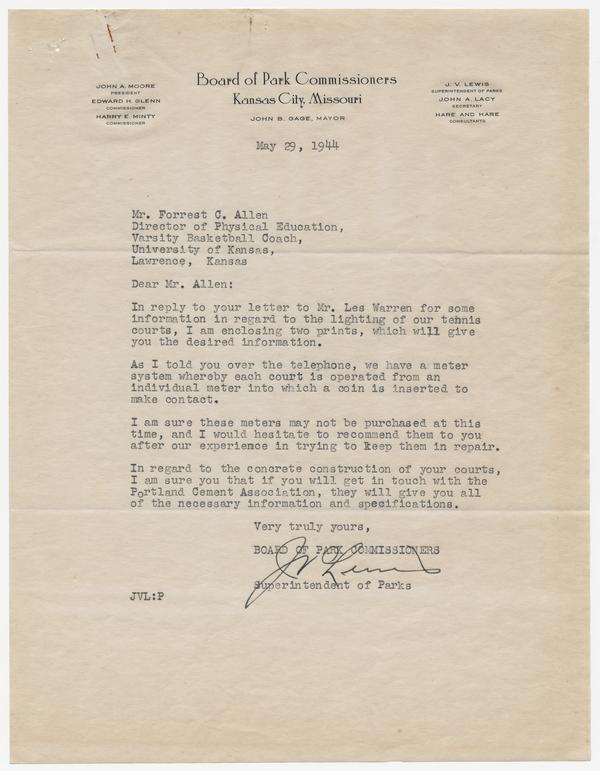 JOHN A. MOORE
PRESIDENT
EDWARD H. GLENN
COMMISSIONER
HARRY E. MINTY
COMMISSIONER
Board of Park Commissioners
Kansas City, Missouri
JOHN B. GAGE, MAYOR
J. V. LEWIS
SUPERINTENDENT OF PARKS
JOHN A. LACY
SECRETARY
HARE AND HARE
CONSULTANTS
May 29, 1944
Mr. Forrest C. Allen
Director of Physical Education,
Varsity Basketball Coach,
University of Kansas,
Lawrence, Kansas
Dear Mr. Allen:
In reply to your letter to Mr. Les Warren for some
information in regard to the lighting of our tennis
courts, I am enclosing two prints, which will give
you the desired information.
As I told you over the telephone, we have a meter
system whereby each court is operated from an
individual meter into which a coin is inserted to
make contact.
I am sure these meters may not be purchased at this
time, and I would hesitate to recommend them to you
after our experience in trying to keep them in repair.
In regard to the concrete construction of your courts,
I am sure you that if you will get in touch with the
Portland Cement Association, they will give you all
of the necessary information and specifications.
Very truly yours,
BOARD OF PARK COMMISSIONERS
J V Lewis
Superintendent of Parks
JVL:P